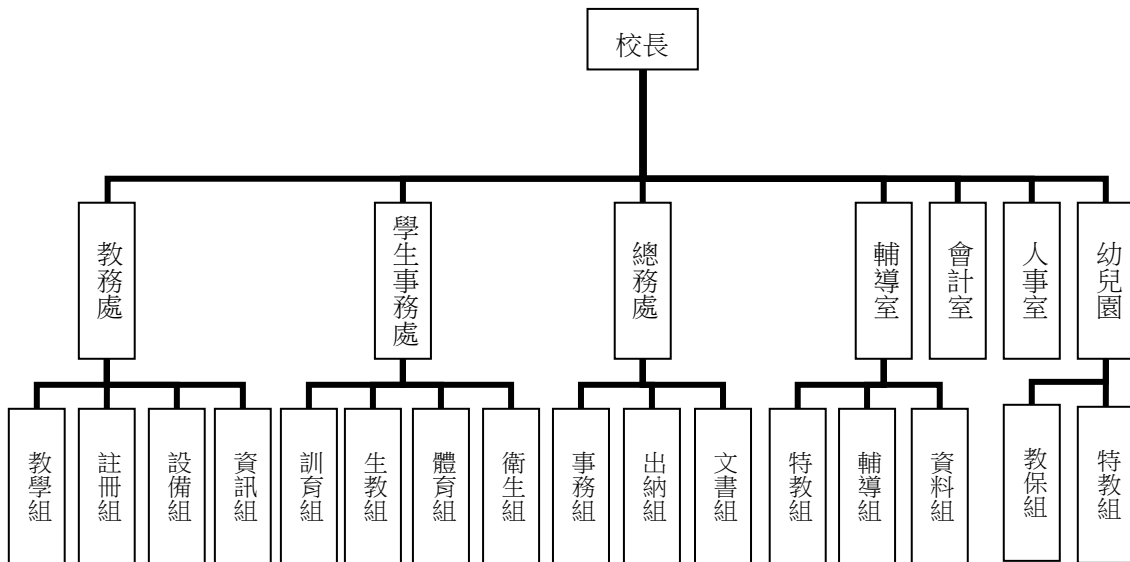 校長
教務處
學生事務處
總務處
輔導室
會計室
人事室
幼兒園
教學組
註冊組
設備組
資訊組
訓育組
生教組
體育組
衛生組
事務組
出納組
文書組
特教組
輔導組
資料組
教保組
特教組